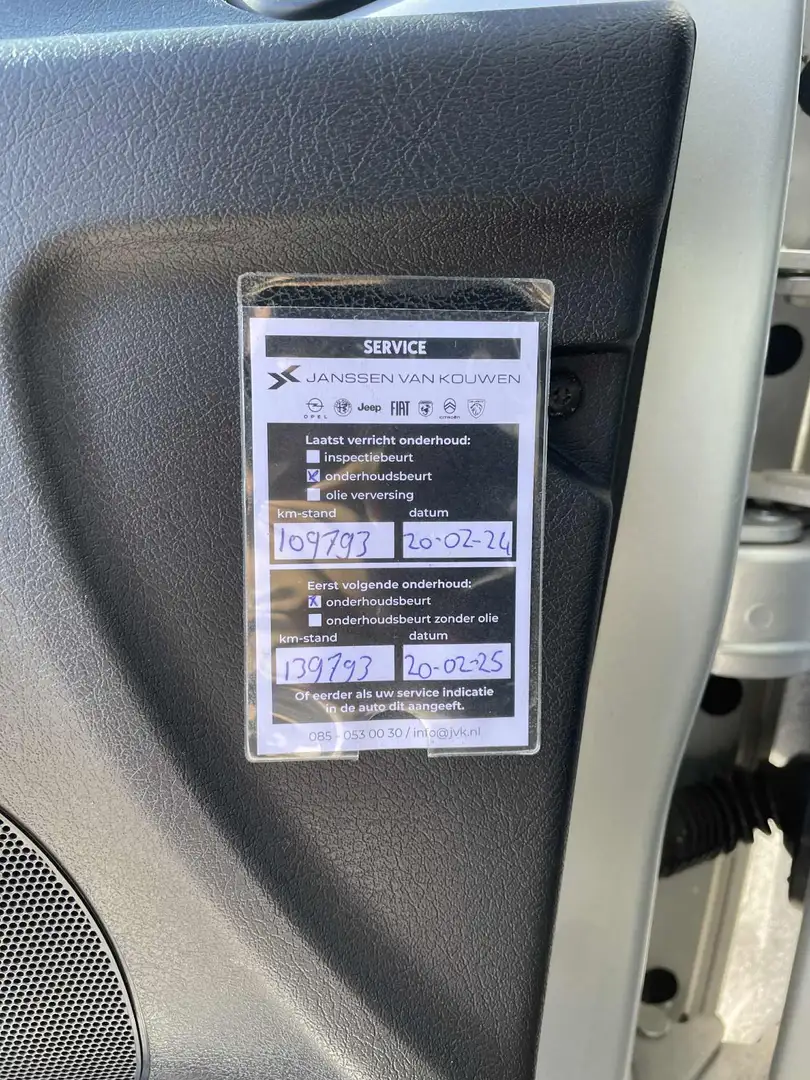 SERVICE
JANSSEN VAN KOUWEN
OPEL Jeep FIAT CITROËN
Laatst verricht onderhoud:
inspectiebeurt
onderhoudsbeurt
olie verversing
km-stand datum
109793 20-02-24
Eerst volgende onderhoud:
onderhoudsbeurt
onderhoudsbeurt zonder olie
km-stand datum
139793 20-02-25
Of eerder als uw service indicatie
in de auto dit aangeeft.
085 - 053 00 30 / info@jvk.nl